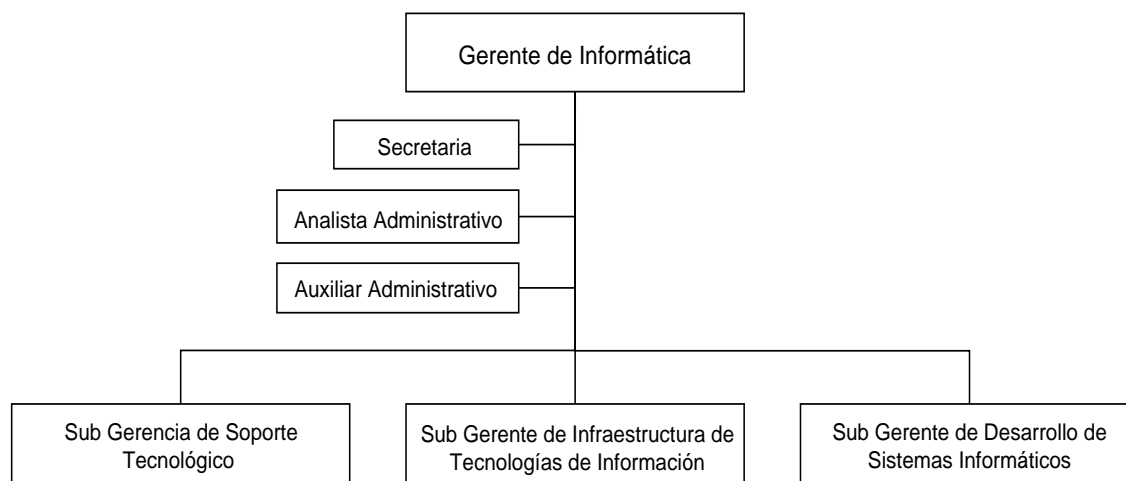 Gerente de Informática
Secretaria
Analista Administrativo
Auxiliar Administrativo
Sub Gerencia de Soporte
Tecnológico
Sub Gerente de Infraestructura de
Tecnologías de Información
Sub Gerente de Desarrollo de
Sistemas Informáticos